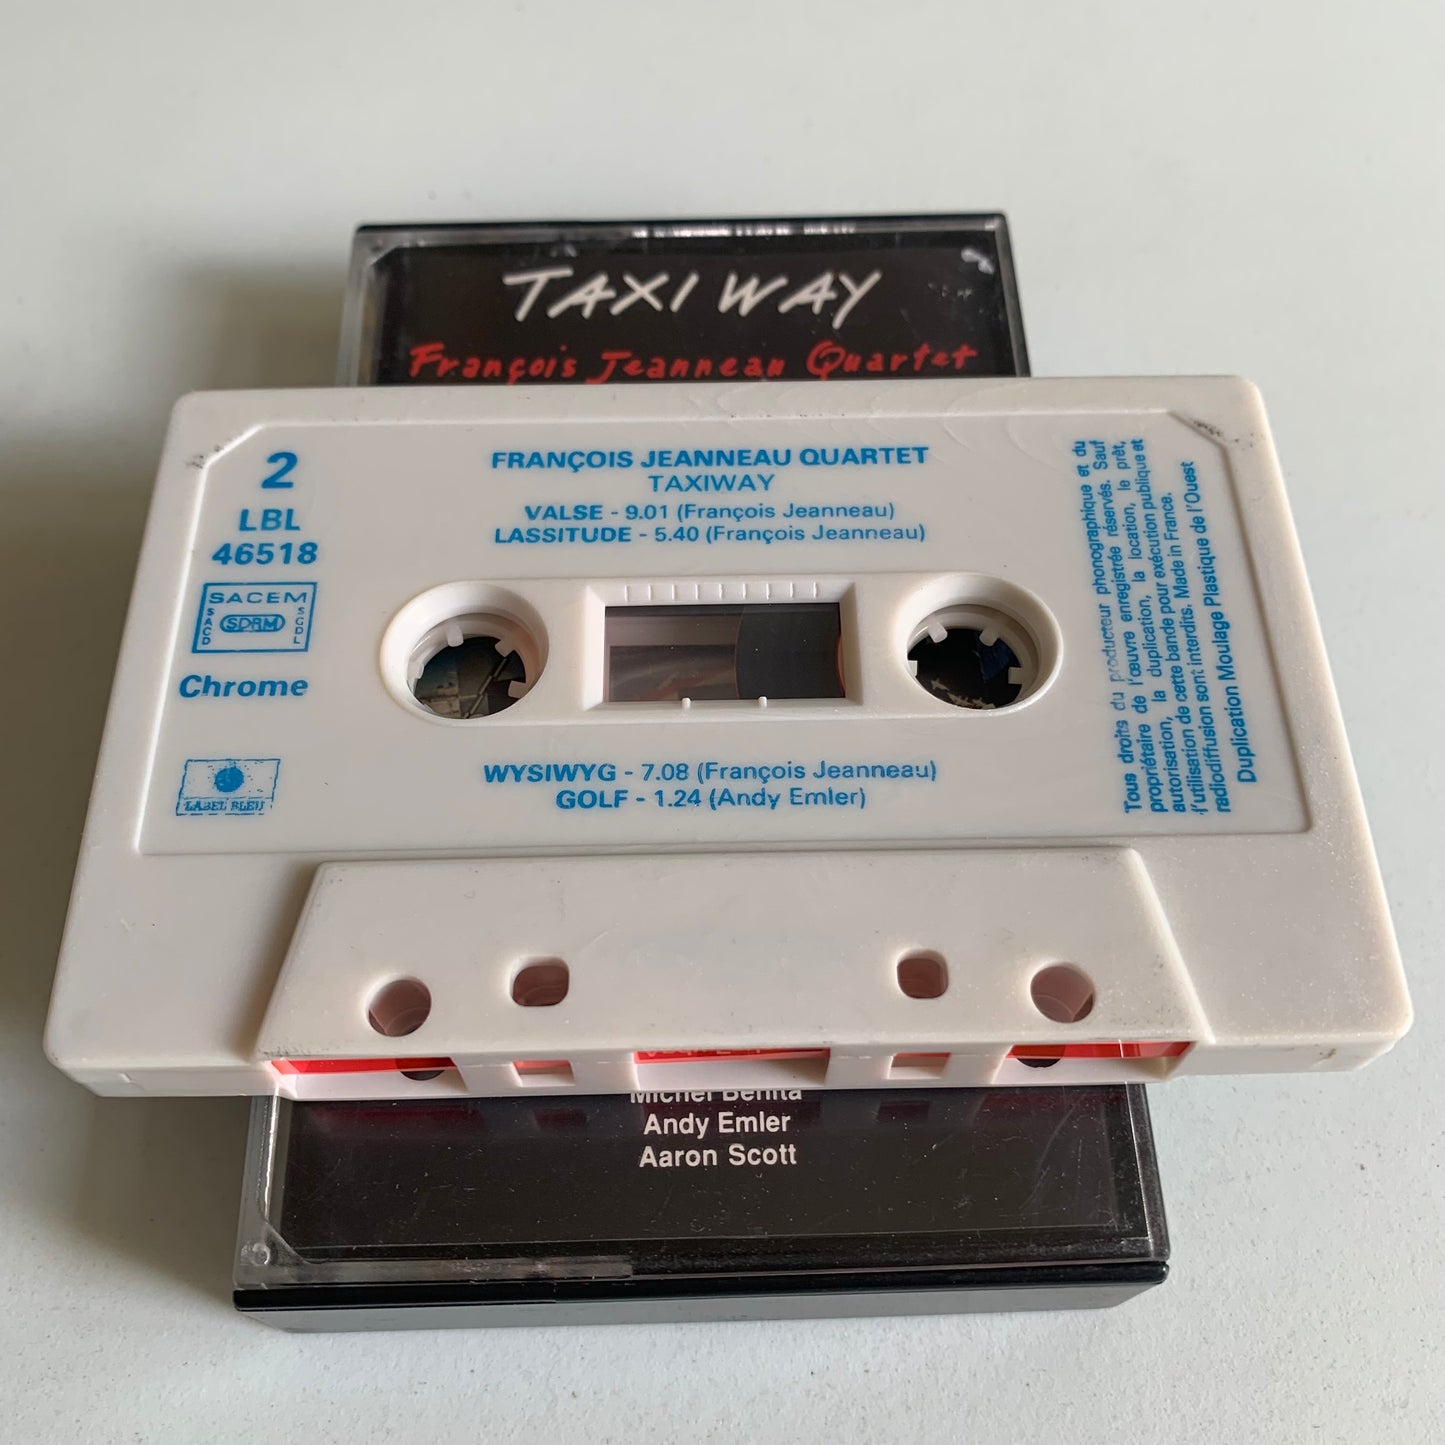 TAXI WAY
François Jeanneau Quartet
2
LBL
46518
SACEM
SACD
SDRM
SGDL
Chrome
LABEL BLEU
FRANÇOIS JEANNEAU QUARTET
TAXIWAY
VALSE - 9.01 (François Jeanneau)
LASSITUDE - 5.40 (François Jeanneau)
WYSIWYG - 7.08 (François Jeanneau)
GOLF - 1.24 (Andy Emler)
Tous droits du producteur phonographique et du
propriétaire de l'œuvre enregistrée réservés. Sauf
autorisation, la duplication, la location, le prêt,
l'utilisation de cette bande pour exécution publique et
radiodiffusion sont interdits. Made in France.
Duplication Moulage Plastique de l'Ouest
Michel Benita
Andy Emler
Aaron Scott